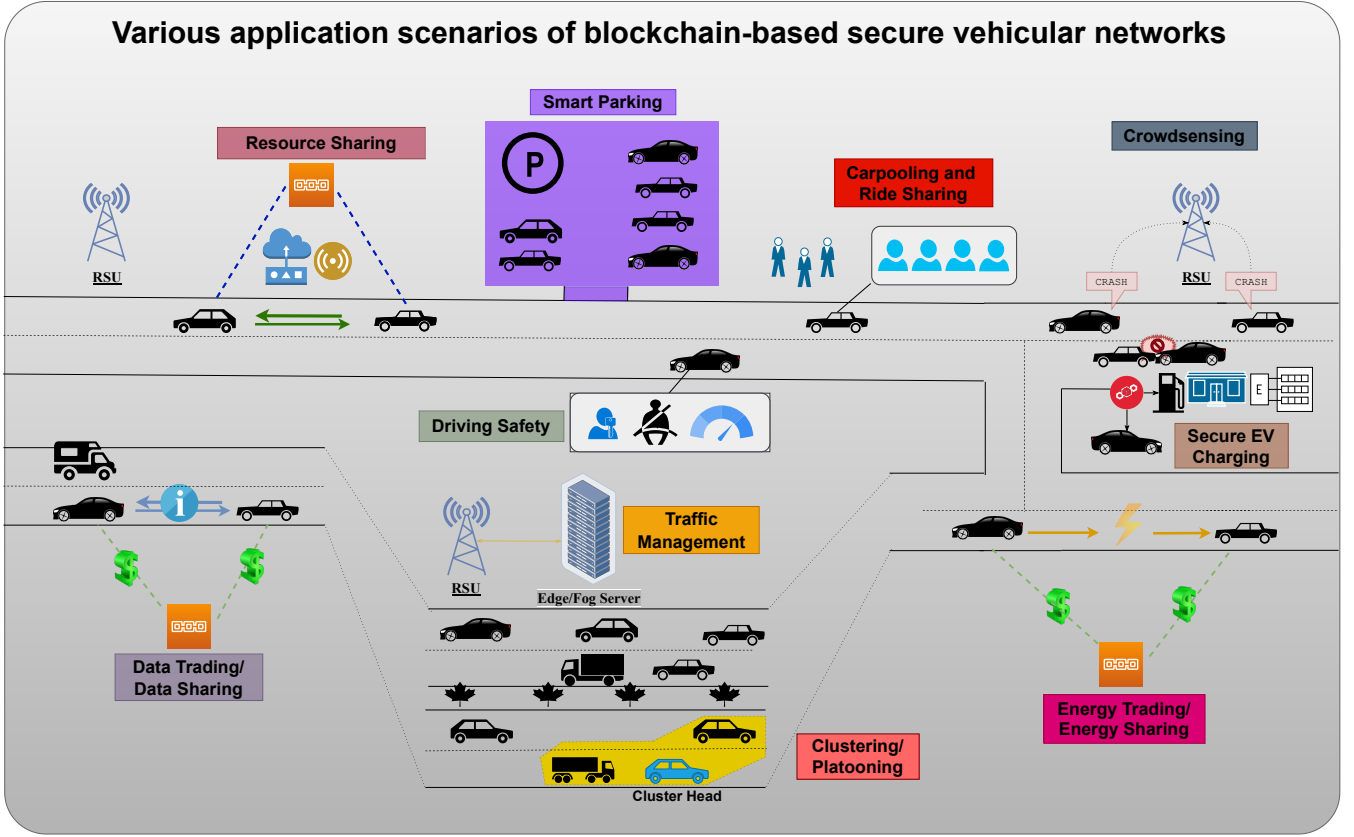 Various application scenarios of blockchain-based secure vehicular networks
Smart Parking
Resource Sharing
Crowdsensing
P
Carpooling and
Ride Sharing
RSU
RSU
CRASH
CRASH
E
Driving Safety
Secure EV
Charging
i
Traffic
Management
RSU
Edge/Fog Server
$
$
$
$
Data Trading/
Data Sharing
Energy Trading/
Energy Sharing
Clustering/
Platooning
Cluster Head